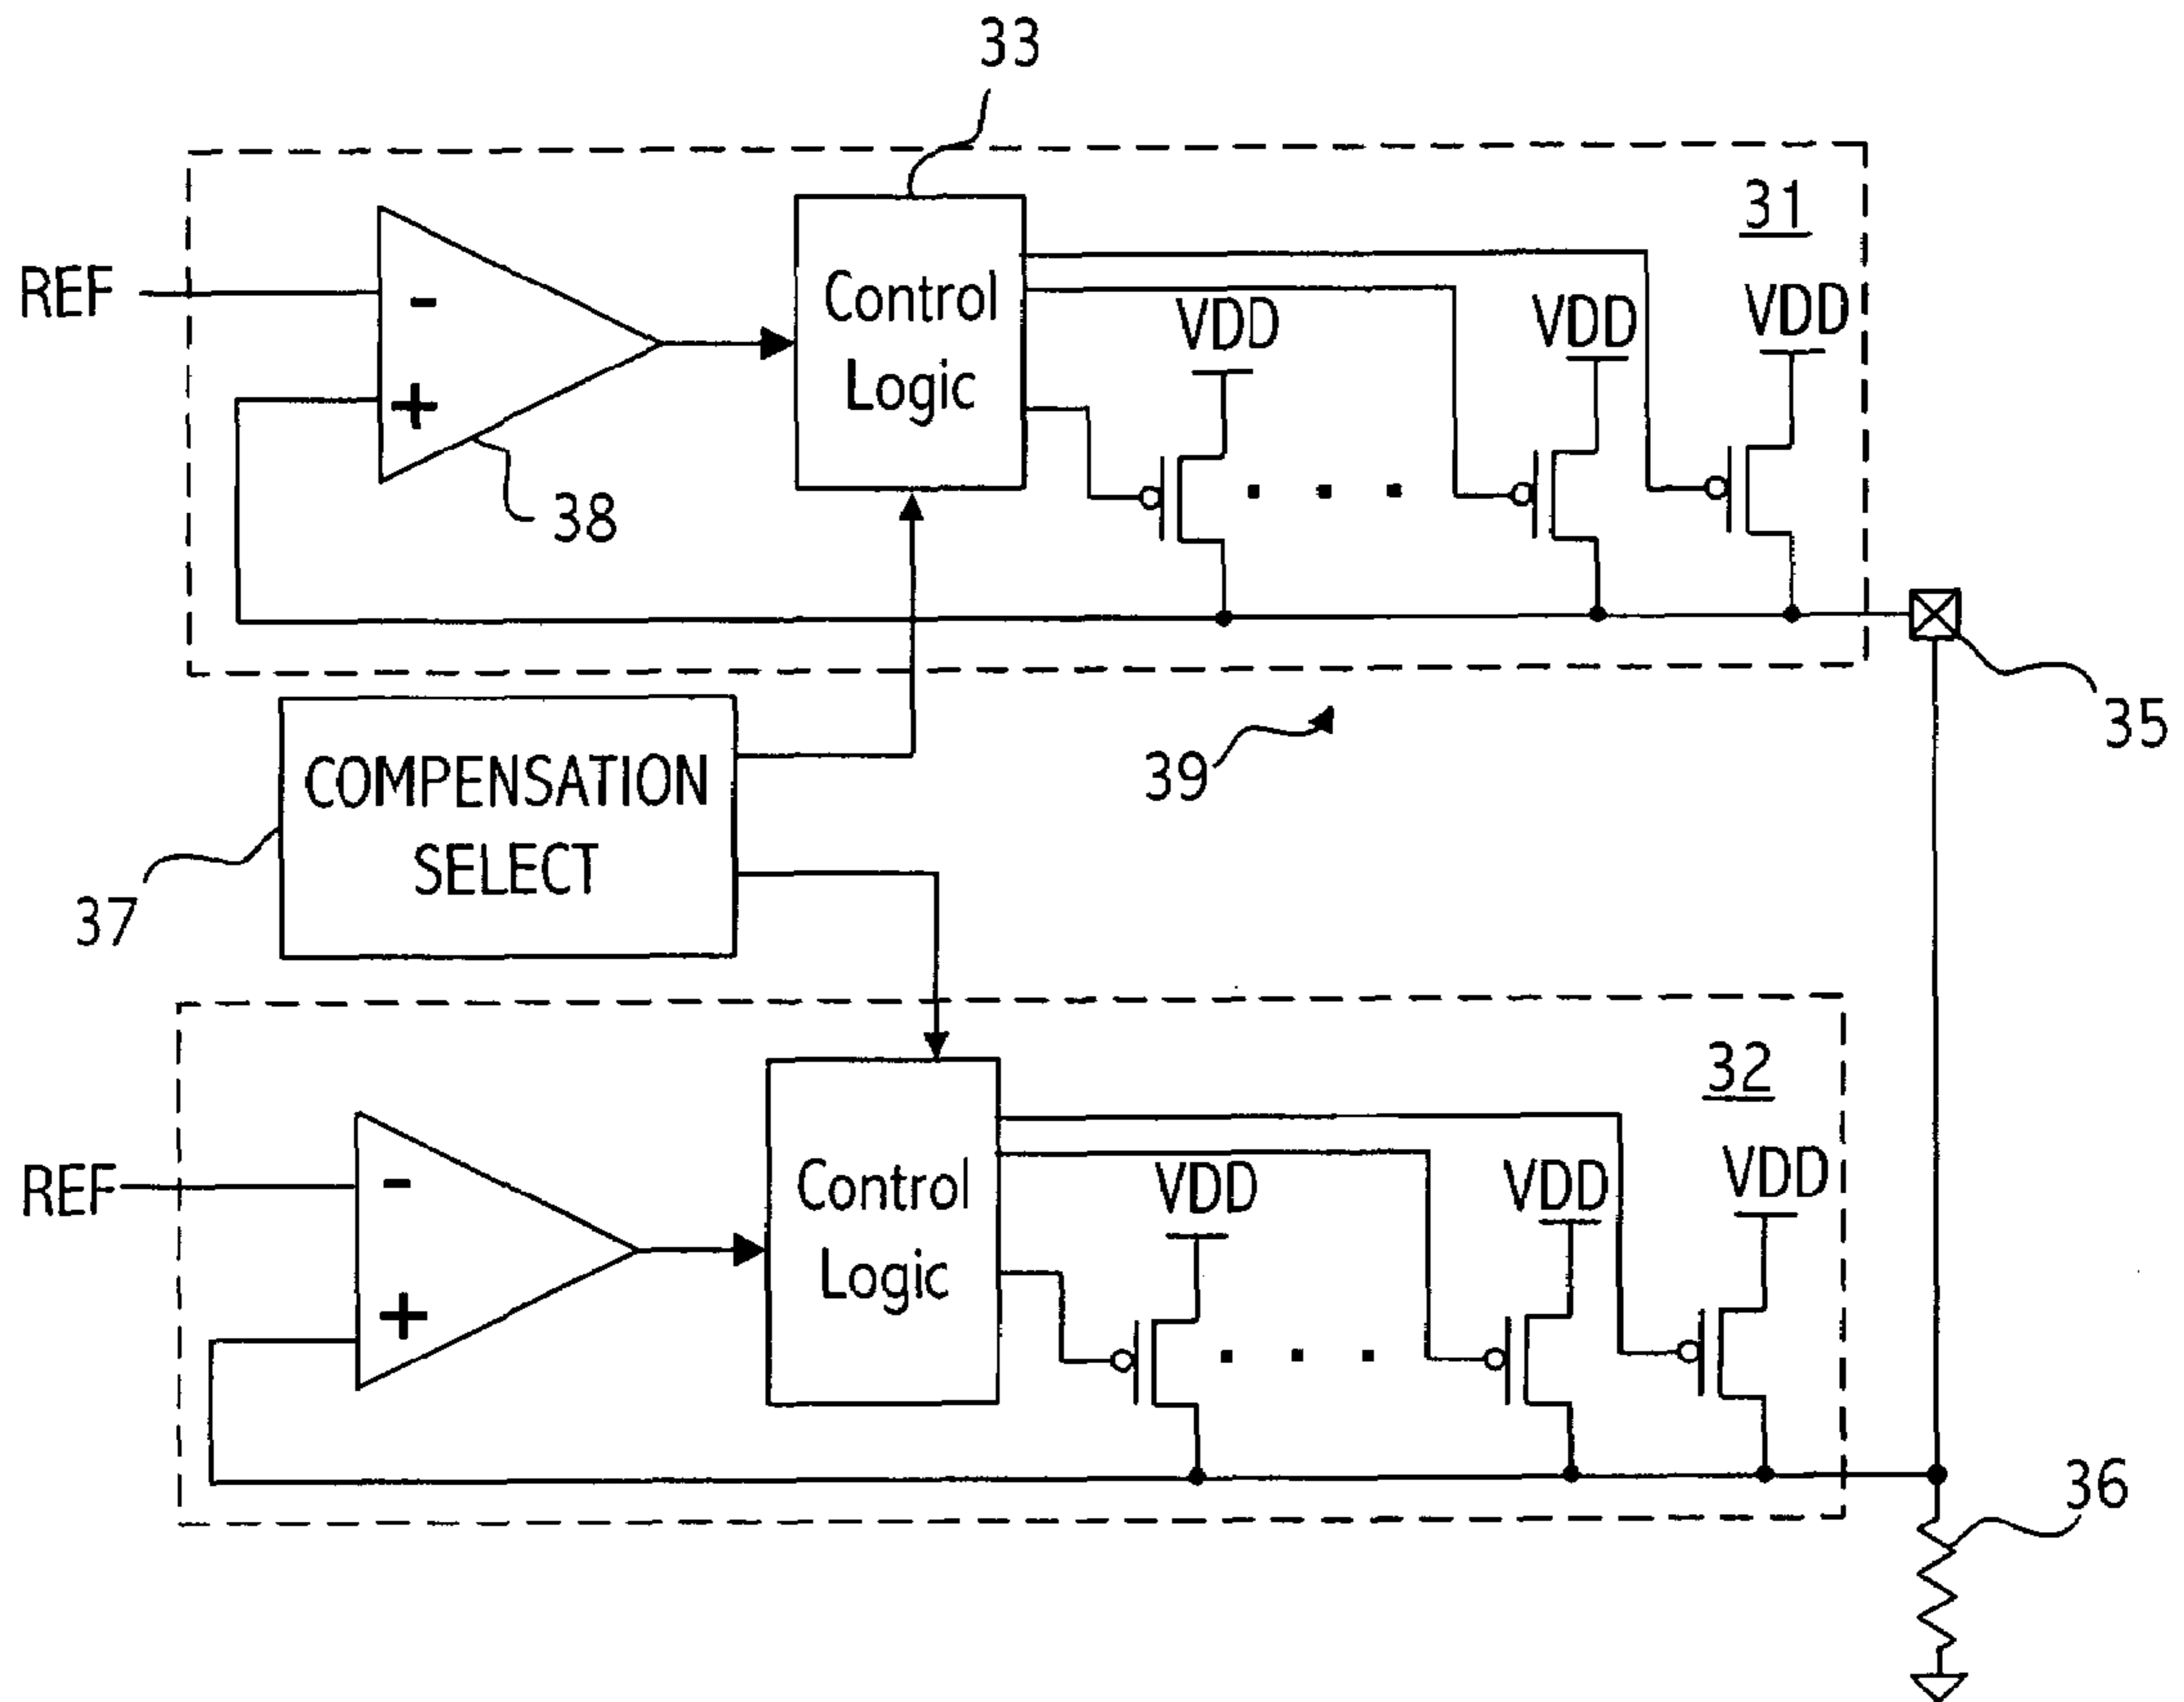 33
31
REF
-
+
Control
Logic
VDD
VDD
VDD
38
35
39
COMPENSATION
SELECT
37
32
REF
-
+
Control
Logic
VDD
VDD
VDD
36